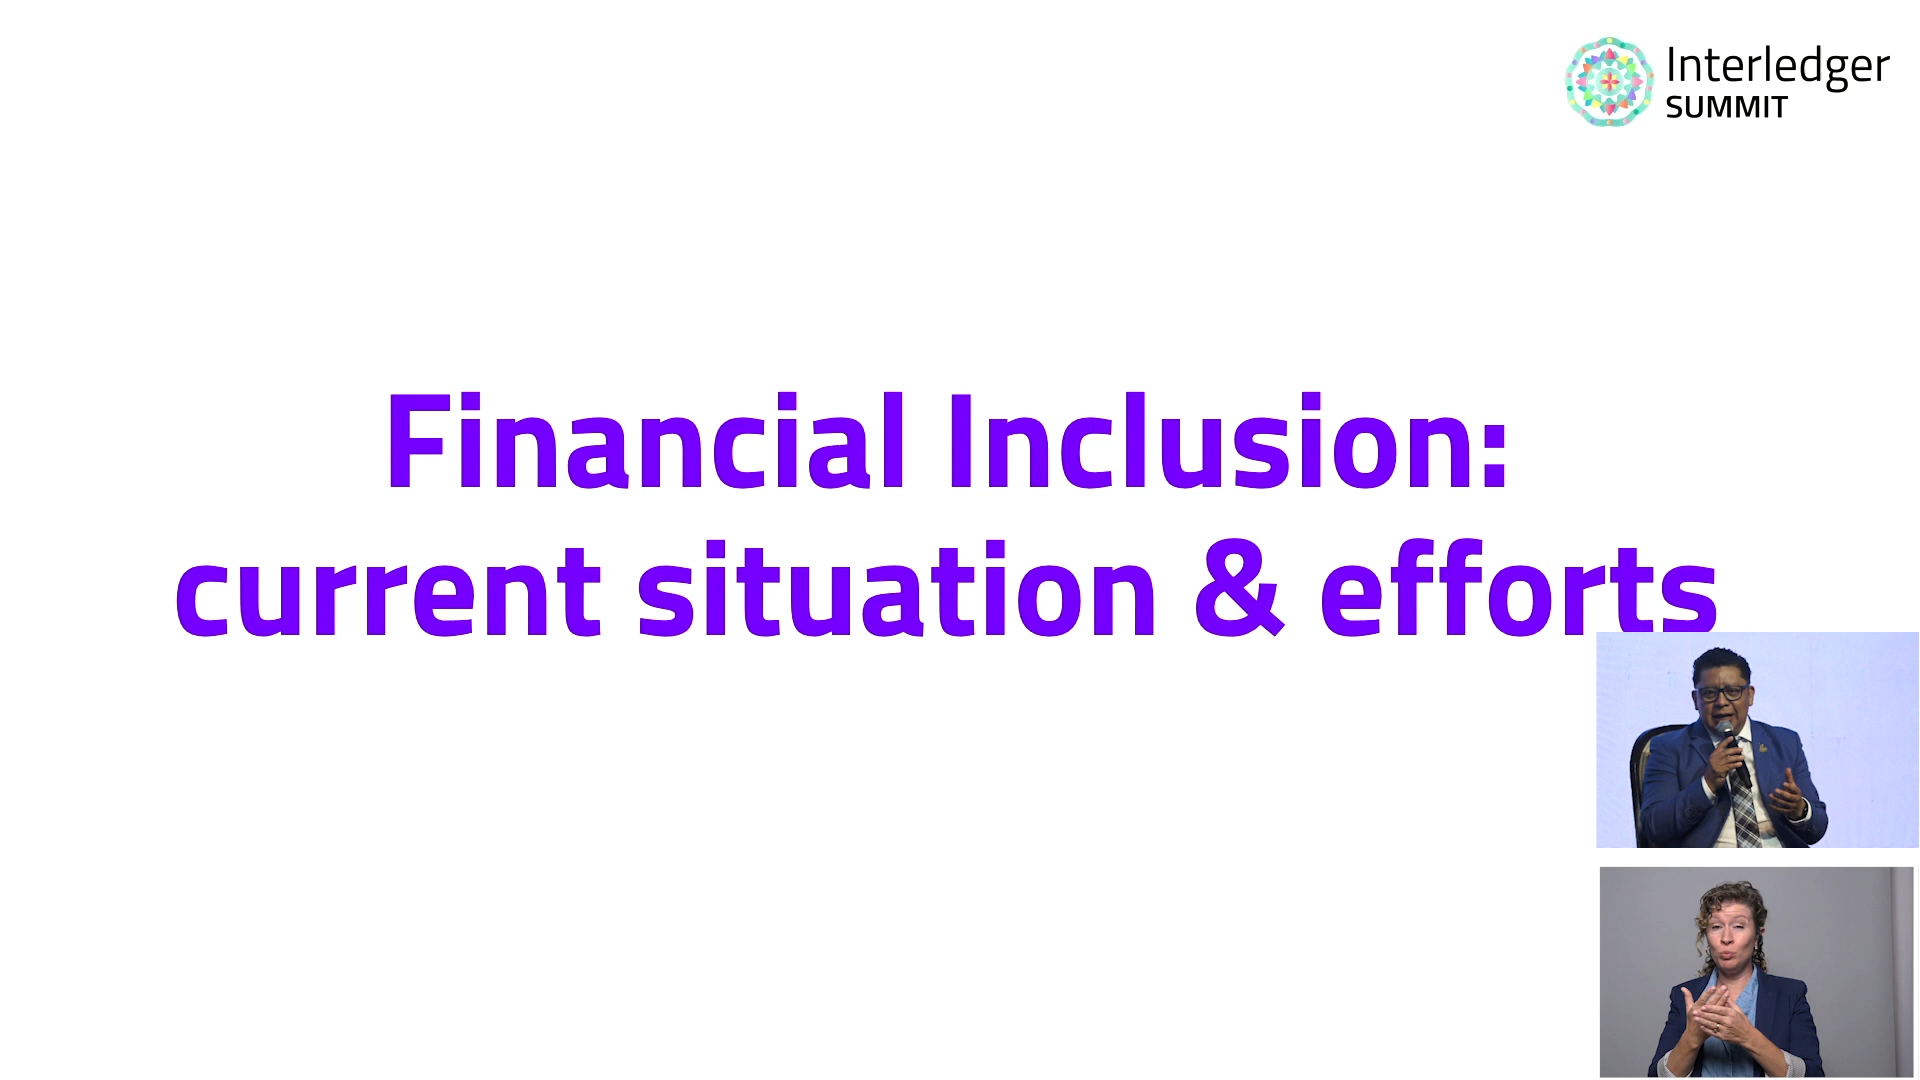 Interledger
SUMMIT
Financial Inclusion:
current situation & efforts